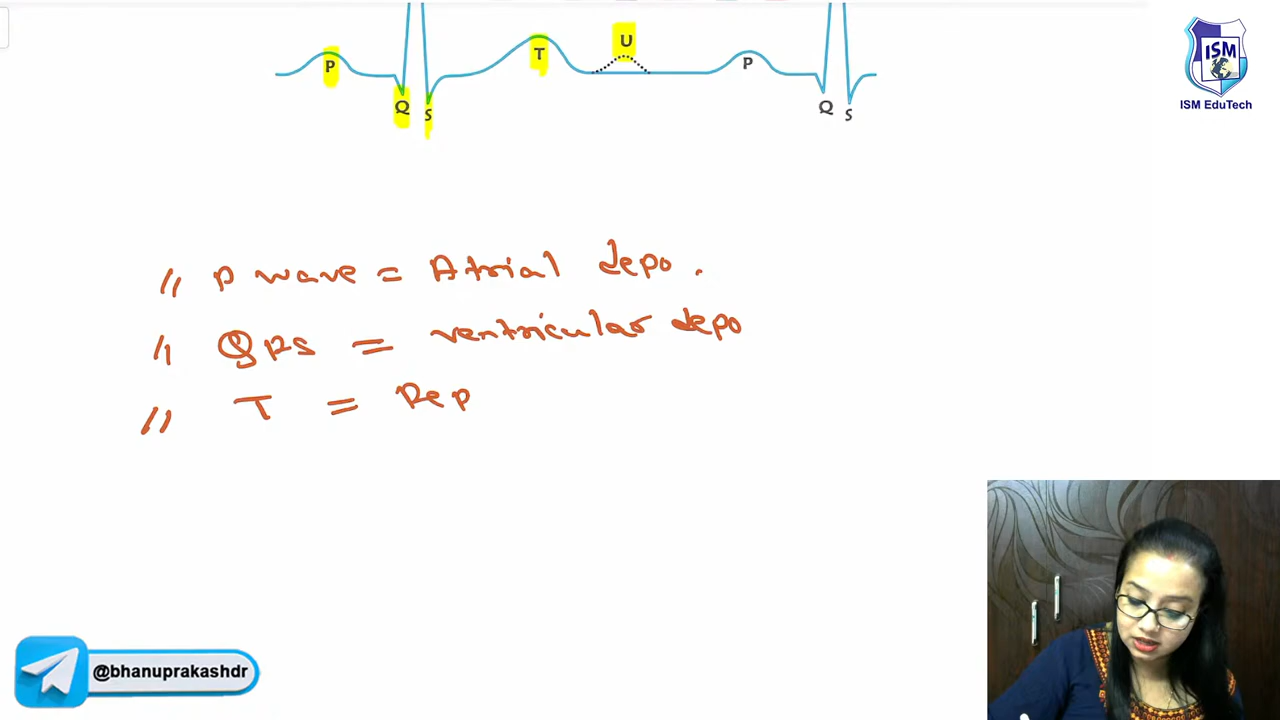 P
Q
S
T
U
P
Q
S
ISM
ISM EduTech
〃 P wave = Atrial depo.
〃 QRS = ventricular depo
〃 T = Rep
@bhanuprakashdr